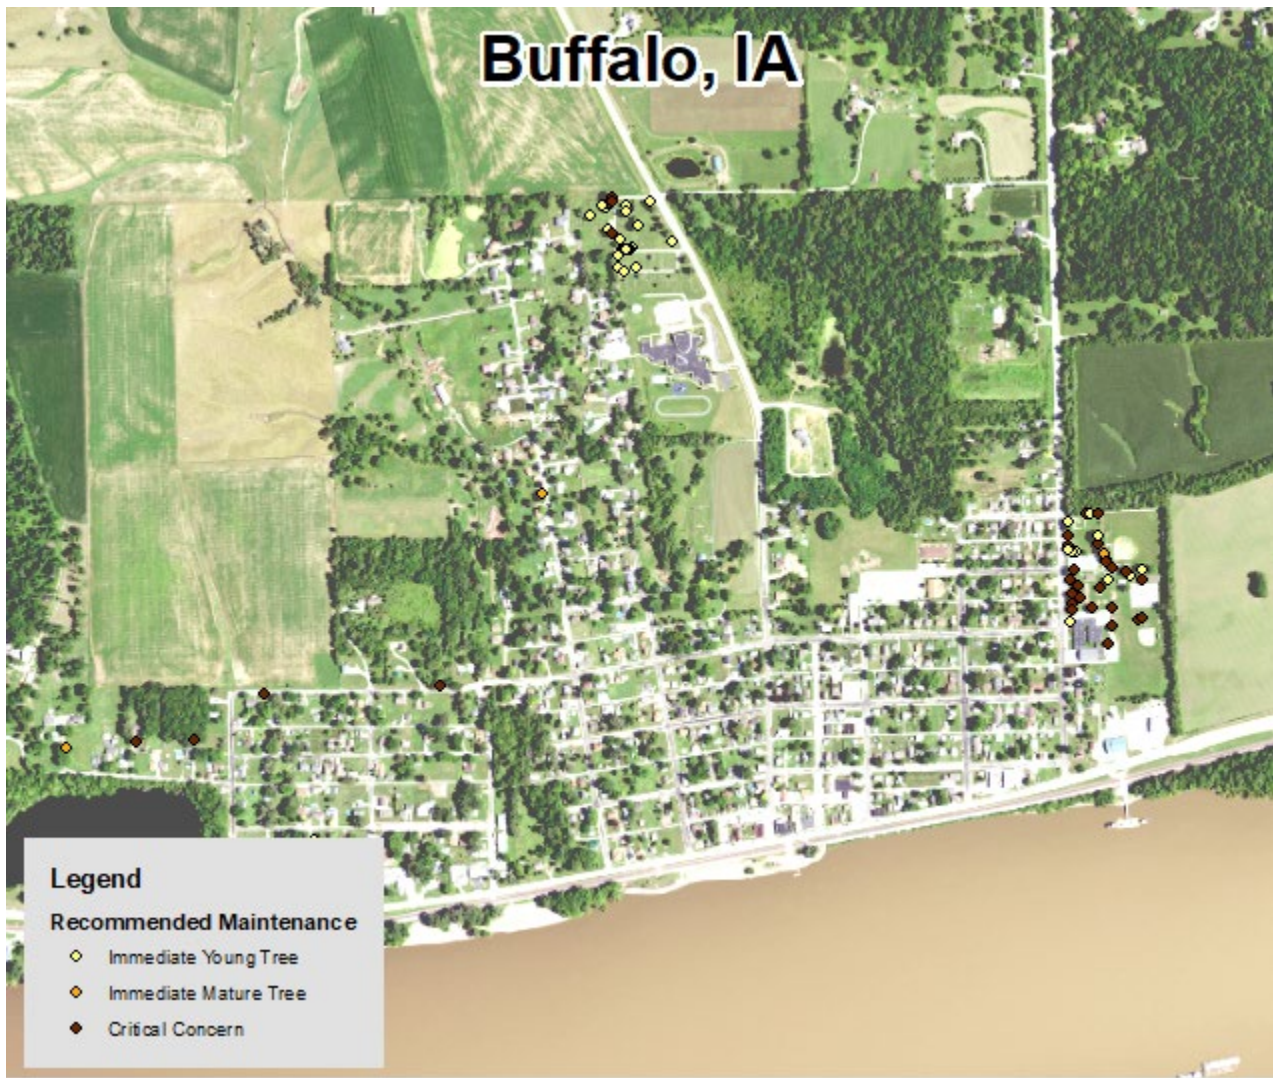 Buffalo, IA
Legend
Recommended Maintenance
Immediate Young Tree
Immediate Mature Tree
Critical Concern